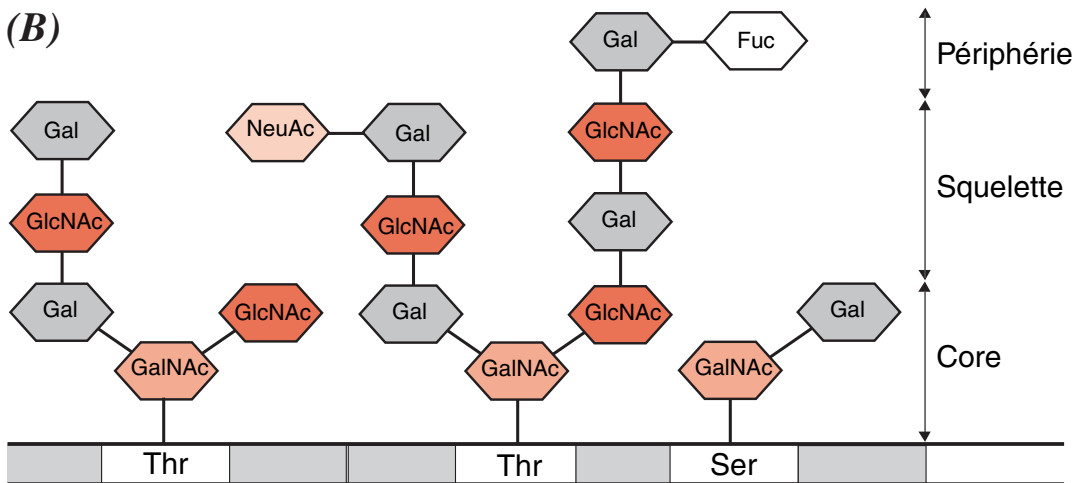 (B)
Gal Fuc Périphérie
Gal NeuAc Gal GlcNAc
GlcNAc GlcNAc Gal Squelette
Gal GlcNAc Gal GlcNAc Gal
GalNAc GalNAc GalNAc Core
Thr Thr Ser